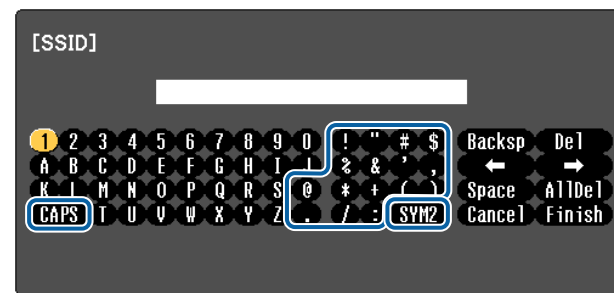 [SSID]
1 2 3 4 5 6 7 8 9 0 ! " # $ Backsp Del
A B C D E F G H I J % & ' , ← →
K L M N O P Q R S @ * + ( ) Space AllDel
CAPS T U V W X Y Z . / : SYM2 Cancel Finish